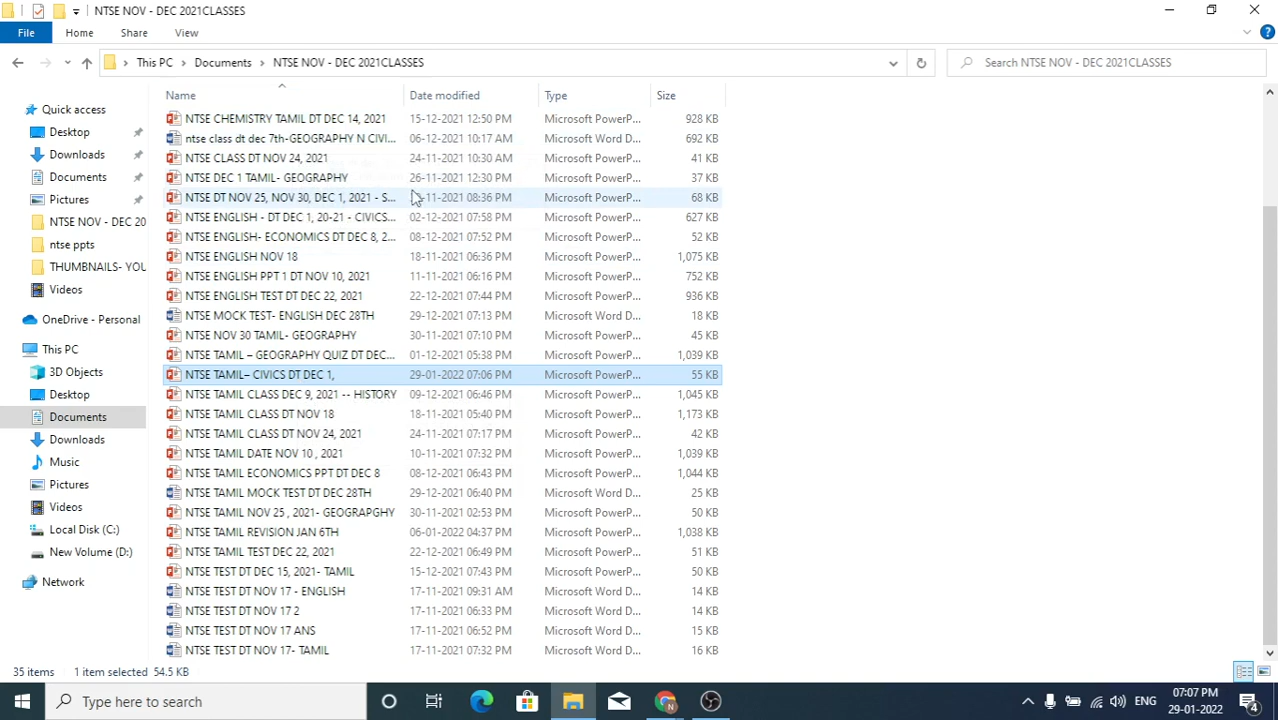 NTSE NOV - DEC 2021CLASSES
File Home Share View
This PC Documents NTSE NOV - DEC 2021CLASSES Search NTSE NOV - DEC 2021CLASSES
Name Date modified Type Size
NTSE CHEMISTRY TAMIL DT DEC 14, 2021 15-12-2021 12:50 PM Microsoft PowerP... 928 KB
ntse class dt dec 7th-GEOGRAPHY N CIVI... 06-12-2021 10:17 AM Microsoft Word D... 692 KB
NTSE CLASS DT NOV 24, 2021 24-11-2021 10:30 AM Microsoft PowerP... 41 KB
NTSE DEC 1 TAMIL- GEOGRAPHY 26-11-2021 12:30 PM Microsoft PowerP... 37 KB
NTSE DT NOV 25, NOV 30, DEC 1, 2021 - S... -11-2021 08:36 PM Microsoft PowerP... 68 KB
NTSE ENGLISH - DT DEC 1, 20-21 - CIVICS... 02-12-2021 07:58 PM Microsoft PowerP... 627 KB
NTSE ENGLISH- ECONOMICS DT DEC 8, 2... 08-12-2021 07:52 PM Microsoft PowerP... 52 KB
NTSE ENGLISH NOV 18 18-11-2021 06:36 PM Microsoft PowerP... 1,075 KB
NTSE ENGLISH PPT 1 DT NOV 10, 2021 11-11-2021 06:16 PM Microsoft PowerP... 752 KB
NTSE ENGLISH TEST DT DEC 22, 2021 22-12-2021 07:44 PM Microsoft PowerP... 936 KB
NTSE MOCK TEST- ENGLISH DEC 28TH 29-12-2021 07:13 PM Microsoft Word D... 18 KB
NTSE NOV 30 TAMIL- GEOGRAPHY 30-11-2021 07:10 PM Microsoft PowerP... 45 KB
NTSE TAMIL – GEOGRAPHY QUIZ DT DEC... 01-12-2021 05:38 PM Microsoft PowerP... 1,039 KB
NTSE TAMIL– CIVICS DT DEC 1, 29-01-2022 07:06 PM Microsoft PowerP... 55 KB
NTSE TAMIL CLASS DEC 9, 2021 -- HISTORY 09-12-2021 06:46 PM Microsoft PowerP... 1,045 KB
NTSE TAMIL CLASS DT NOV 18 18-11-2021 05:40 PM Microsoft PowerP... 1,173 KB
NTSE TAMIL CLASS DT NOV 24, 2021 24-11-2021 07:17 PM Microsoft PowerP... 42 KB
NTSE TAMIL DATE NOV 10 , 2021 10-11-2021 07:32 PM Microsoft PowerP... 1,039 KB
NTSE TAMIL ECONOMICS PPT DT DEC 8 08-12-2021 06:43 PM Microsoft PowerP... 1,044 KB
NTSE TAMIL MOCK TEST DT DEC 28TH 29-12-2021 06:40 PM Microsoft Word D... 25 KB
NTSE TAMIL NOV 25 , 2021- GEOGRAPGHY 30-11-2021 02:53 PM Microsoft PowerP... 50 KB
NTSE TAMIL REVISION JAN 6TH 06-01-2022 04:37 PM Microsoft PowerP... 1,038 KB
NTSE TAMIL TEST DEC 22, 2021 22-12-2021 06:49 PM Microsoft PowerP... 51 KB
NTSE TEST DT DEC 15, 2021- TAMIL 15-12-2021 07:43 PM Microsoft PowerP... 50 KB
NTSE TEST DT NOV 17 - ENGLISH 17-11-2021 09:31 AM Microsoft Word D... 14 KB
NTSE TEST DT NOV 17 2 17-11-2021 06:33 PM Microsoft Word D... 14 KB
NTSE TEST DT NOV 17 ANS 17-11-2021 06:52 PM Microsoft Word D... 15 KB
NTSE TEST DT NOV 17- TAMIL 17-11-2021 07:32 PM Microsoft Word D... 16 KB
Quick access
Desktop
Downloads
Documents
Pictures
NTSE NOV - DEC 20
ntse ppts
THUMBNAILS- YOU
Videos
OneDrive - Personal
This PC
3D Objects
Desktop
Documents
Downloads
Music
Pictures
Videos
Local Disk (C:)
New Volume (D:)
Network
35 items 1 item selected 54.5 KB
Type here to search
ENG
07:07 PM
29-01-2022
4